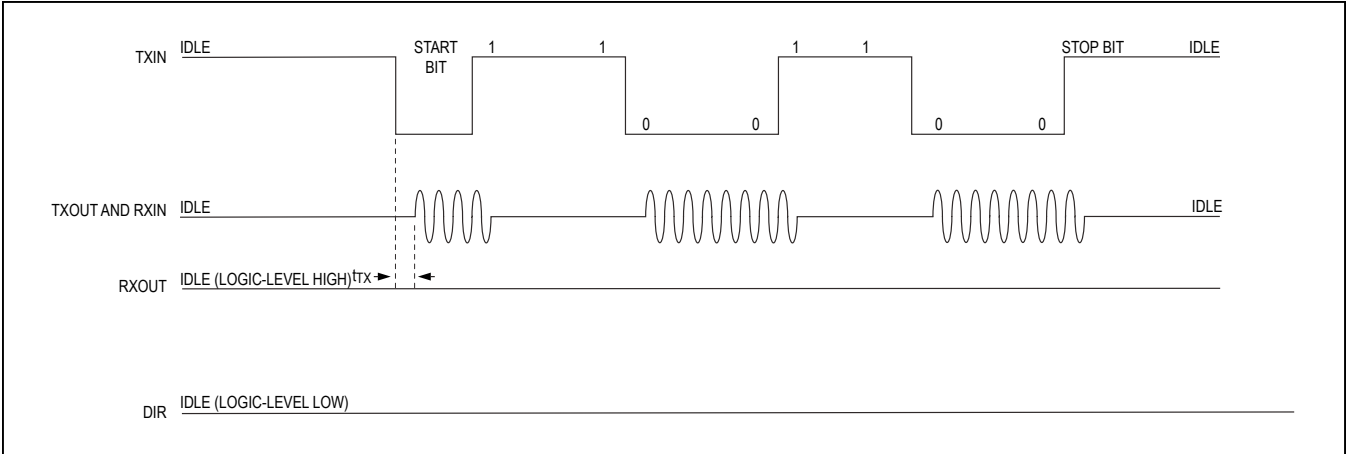 TXIN IDLE START BIT 1 1 1 1 STOP BIT IDLE
0 0 0 0
TXOUT AND RXIN IDLE IDLE
RXOUT IDLE (LOGIC-LEVEL HIGH) tTX
DIR IDLE (LOGIC-LEVEL LOW)